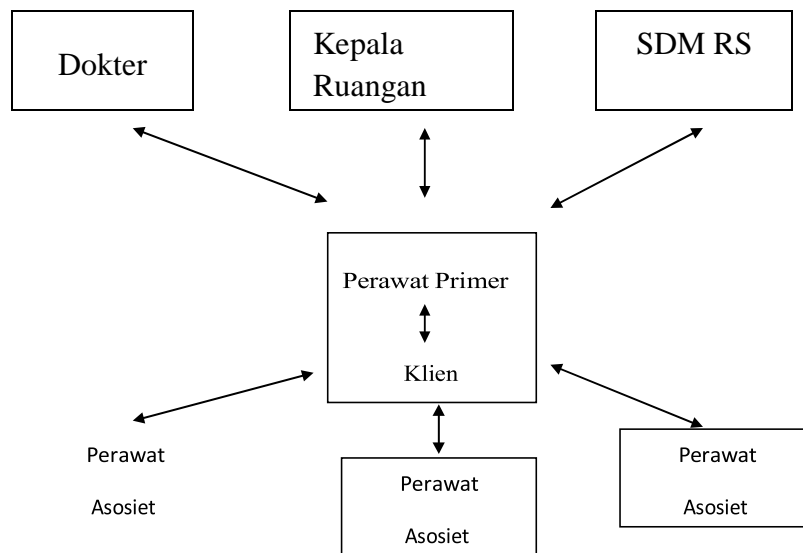 Dokter
Kepala
Ruangan
SDM RS
Perawat Primer
Klien
Perawat
Asosiet
Perawat
Asosiet
Perawat
Asosiet